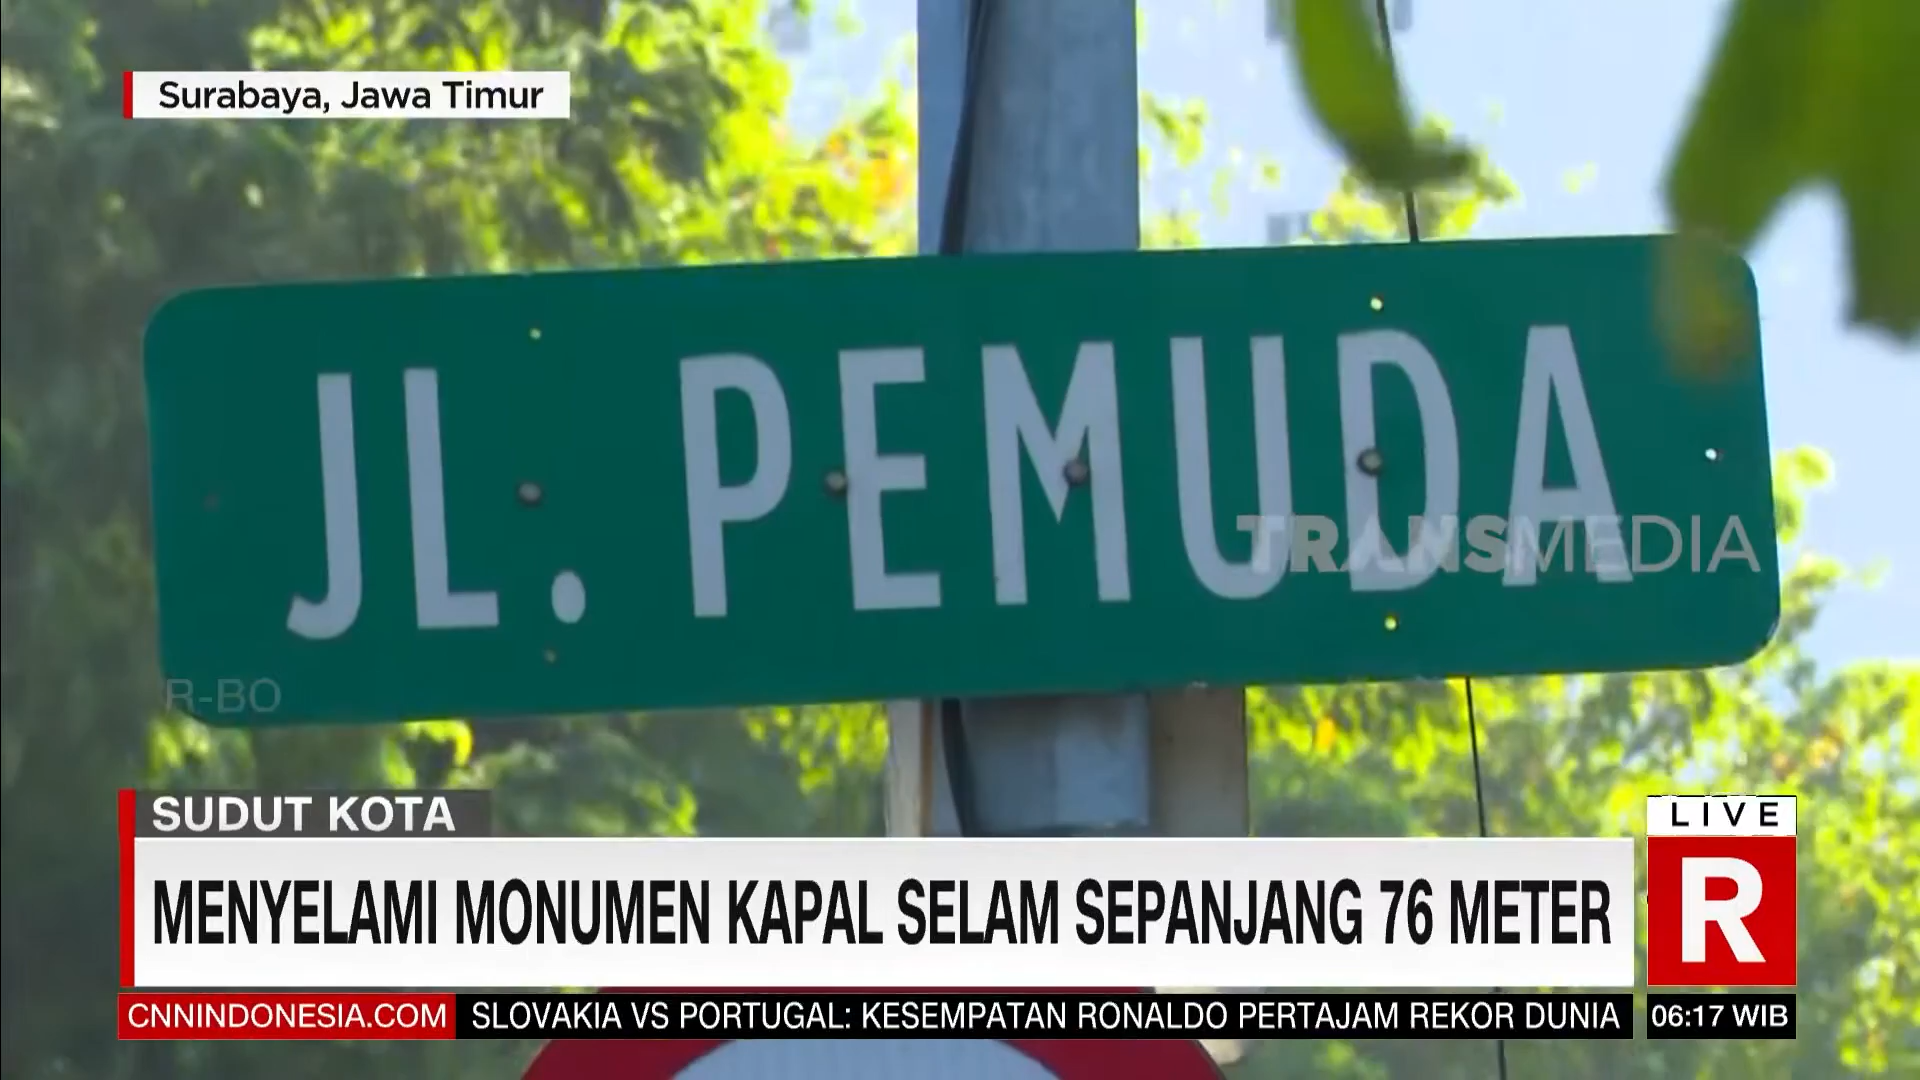 Surabaya, Jawa Timur
JL. PEMUDA
TRANSMEDIA
R-BO
SUDUT KOTA
MENYELAMI MONUMEN KAPAL SELAM SEPANJANG 76 METER
LIVE
R
CNNINDONESIA.COM
SLOVAKIA VS PORTUGAL: KESEMPATAN RONALDO PERTAJAM REKOR DUNIA
06:17 WIB